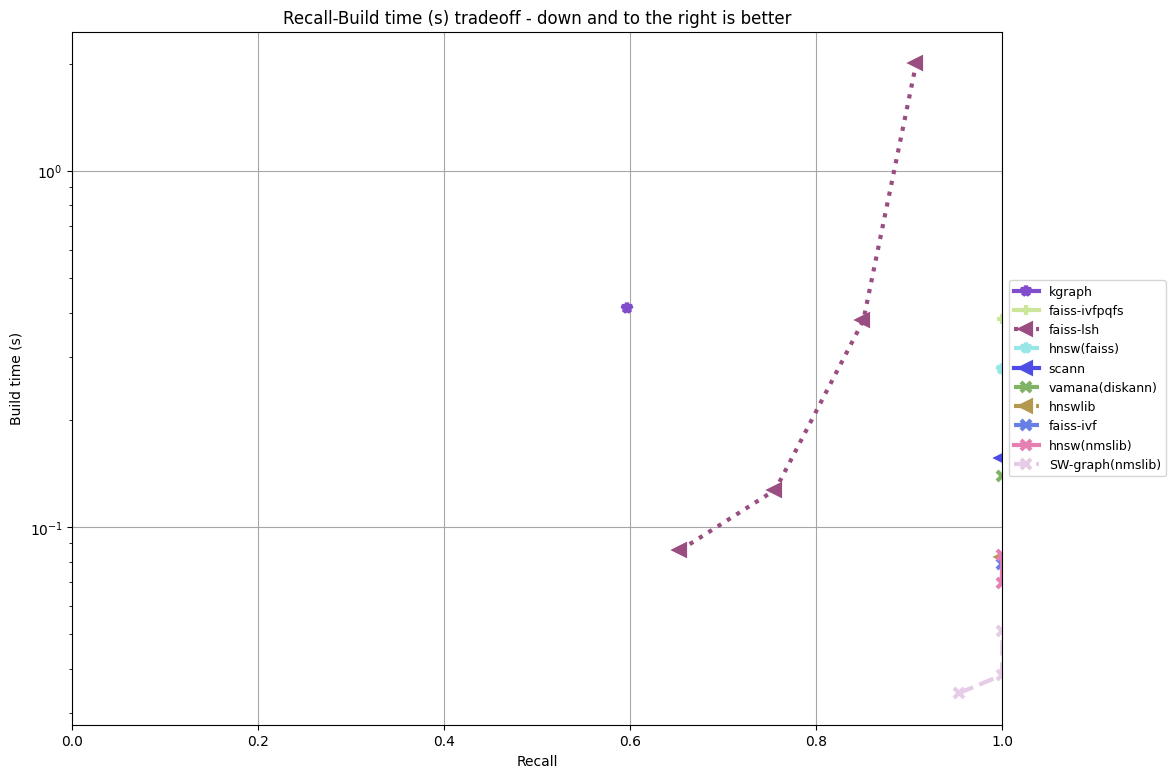 Recall-Build time (s) tradeoff - down and to the right is better
Build time (s)
10⁰
10⁻¹
0.0 0.2 0.4 0.6 0.8 1.0
Recall
kgraph
faiss-ivfpqfs
faiss-lsh
hnsw(faiss)
scann
vamana(diskann)
hnswlib
faiss-ivf
hnsw(nmslib)
SW-graph(nmslib)